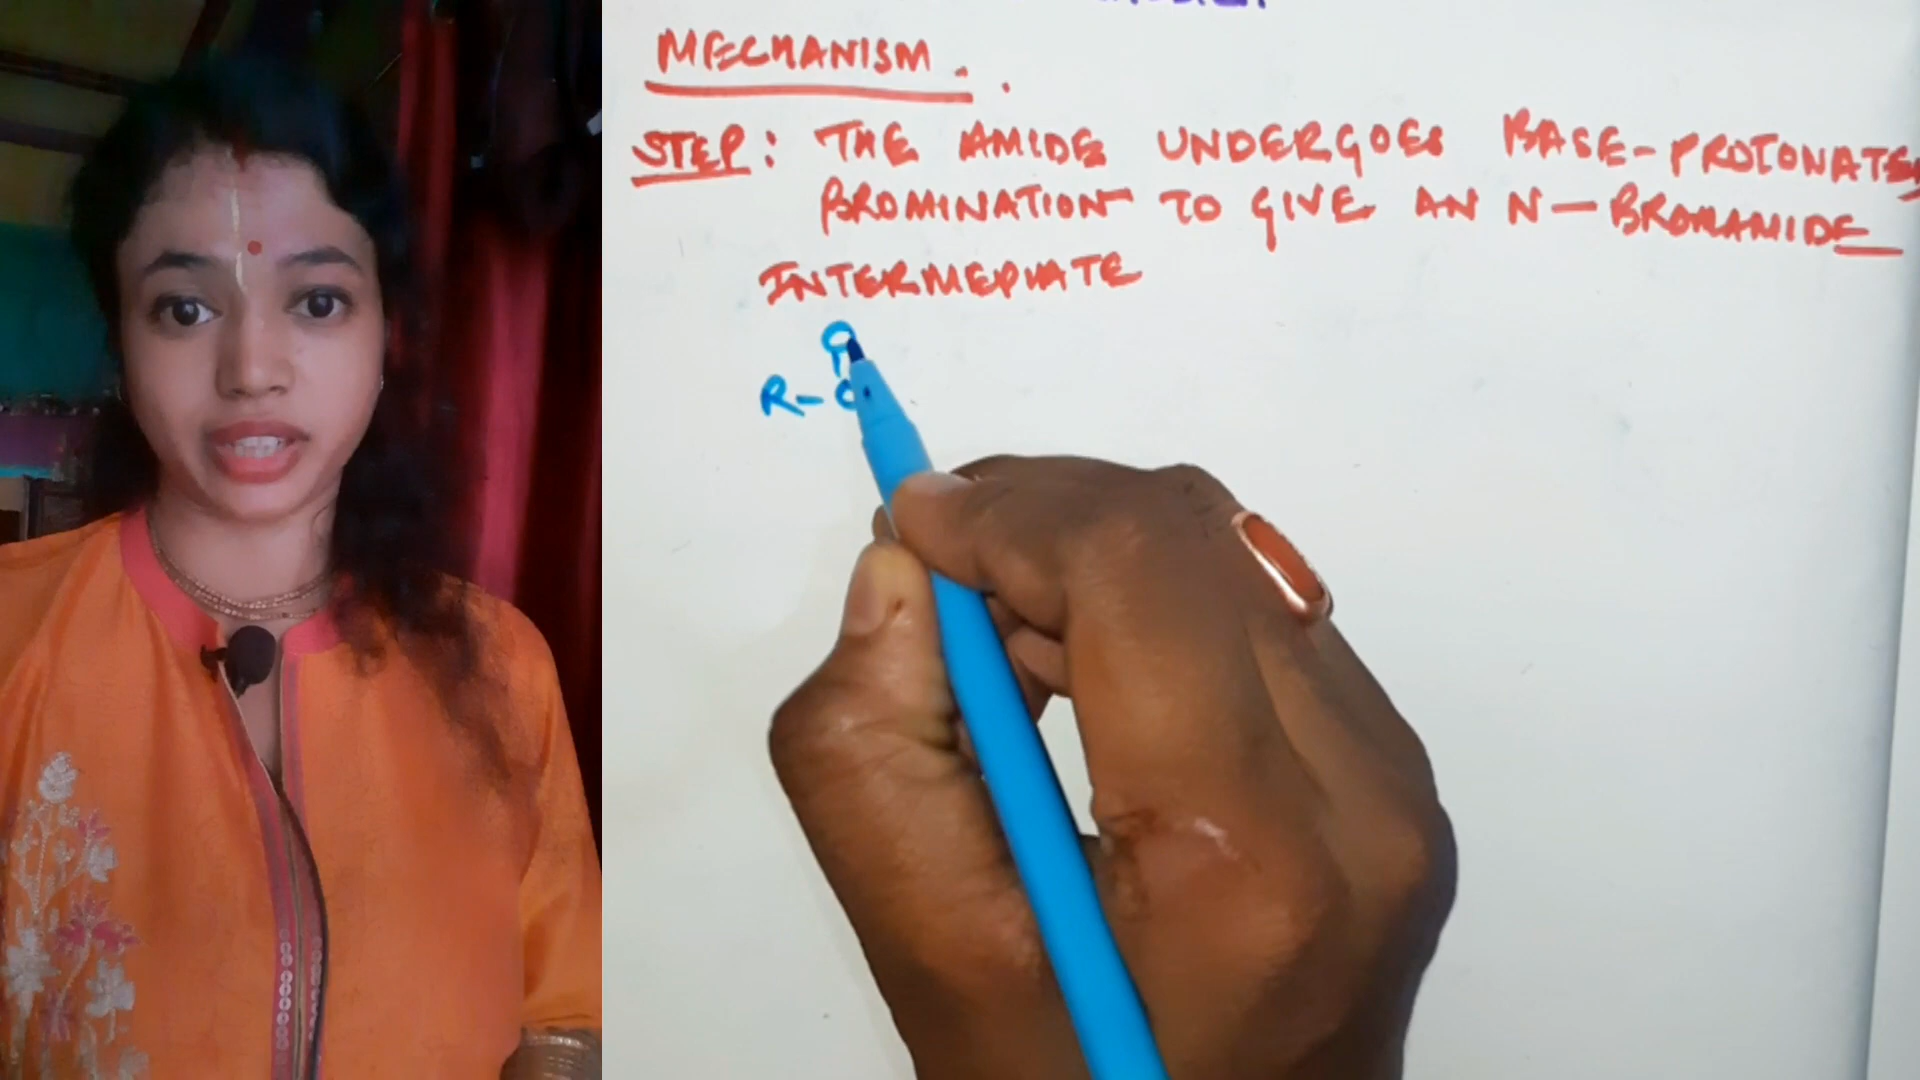 MECHANISM.
STEP: THE AMIDE UNDERGOES BASE-PROTONATED
BROMINATION TO GIVE AN N-BROMAMIDE
INTERMEDIATE
O
R-C